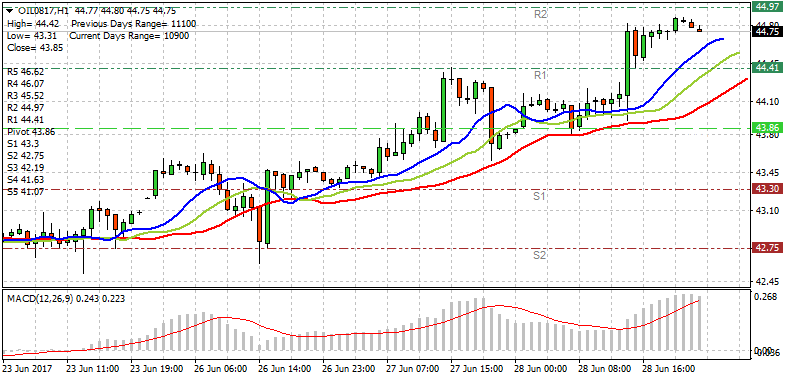 OIL0817,H1 44.77 44.80 44.75 44.75
High= 44.42 Previous Days Range= 11100
Low= 43.31 Current Days Range= 10900
Close= 43.85
R5 46.62
R4 46.07
R3 45.52
R2 44.97
R1 44.41
Pivot 43.86
S1 43.3
S2 42.75
S3 42.19
S4 41.63
S5 41.07
R2
R1
S1
S2
44.97
44.80
44.75
44.41
44.10
43.86
43.80
43.45
43.30
43.10
42.75
42.45
MACD(12,26,9) 0.243 0.223
0.268
0.00
23 Jun 2017 23 Jun 11:00 23 Jun 19:00 26 Jun 06:00 26 Jun 14:00 26 Jun 23:00 27 Jun 07:00 27 Jun 15:00 28 Jun 00:00 28 Jun 08:00 28 Jun 16:00